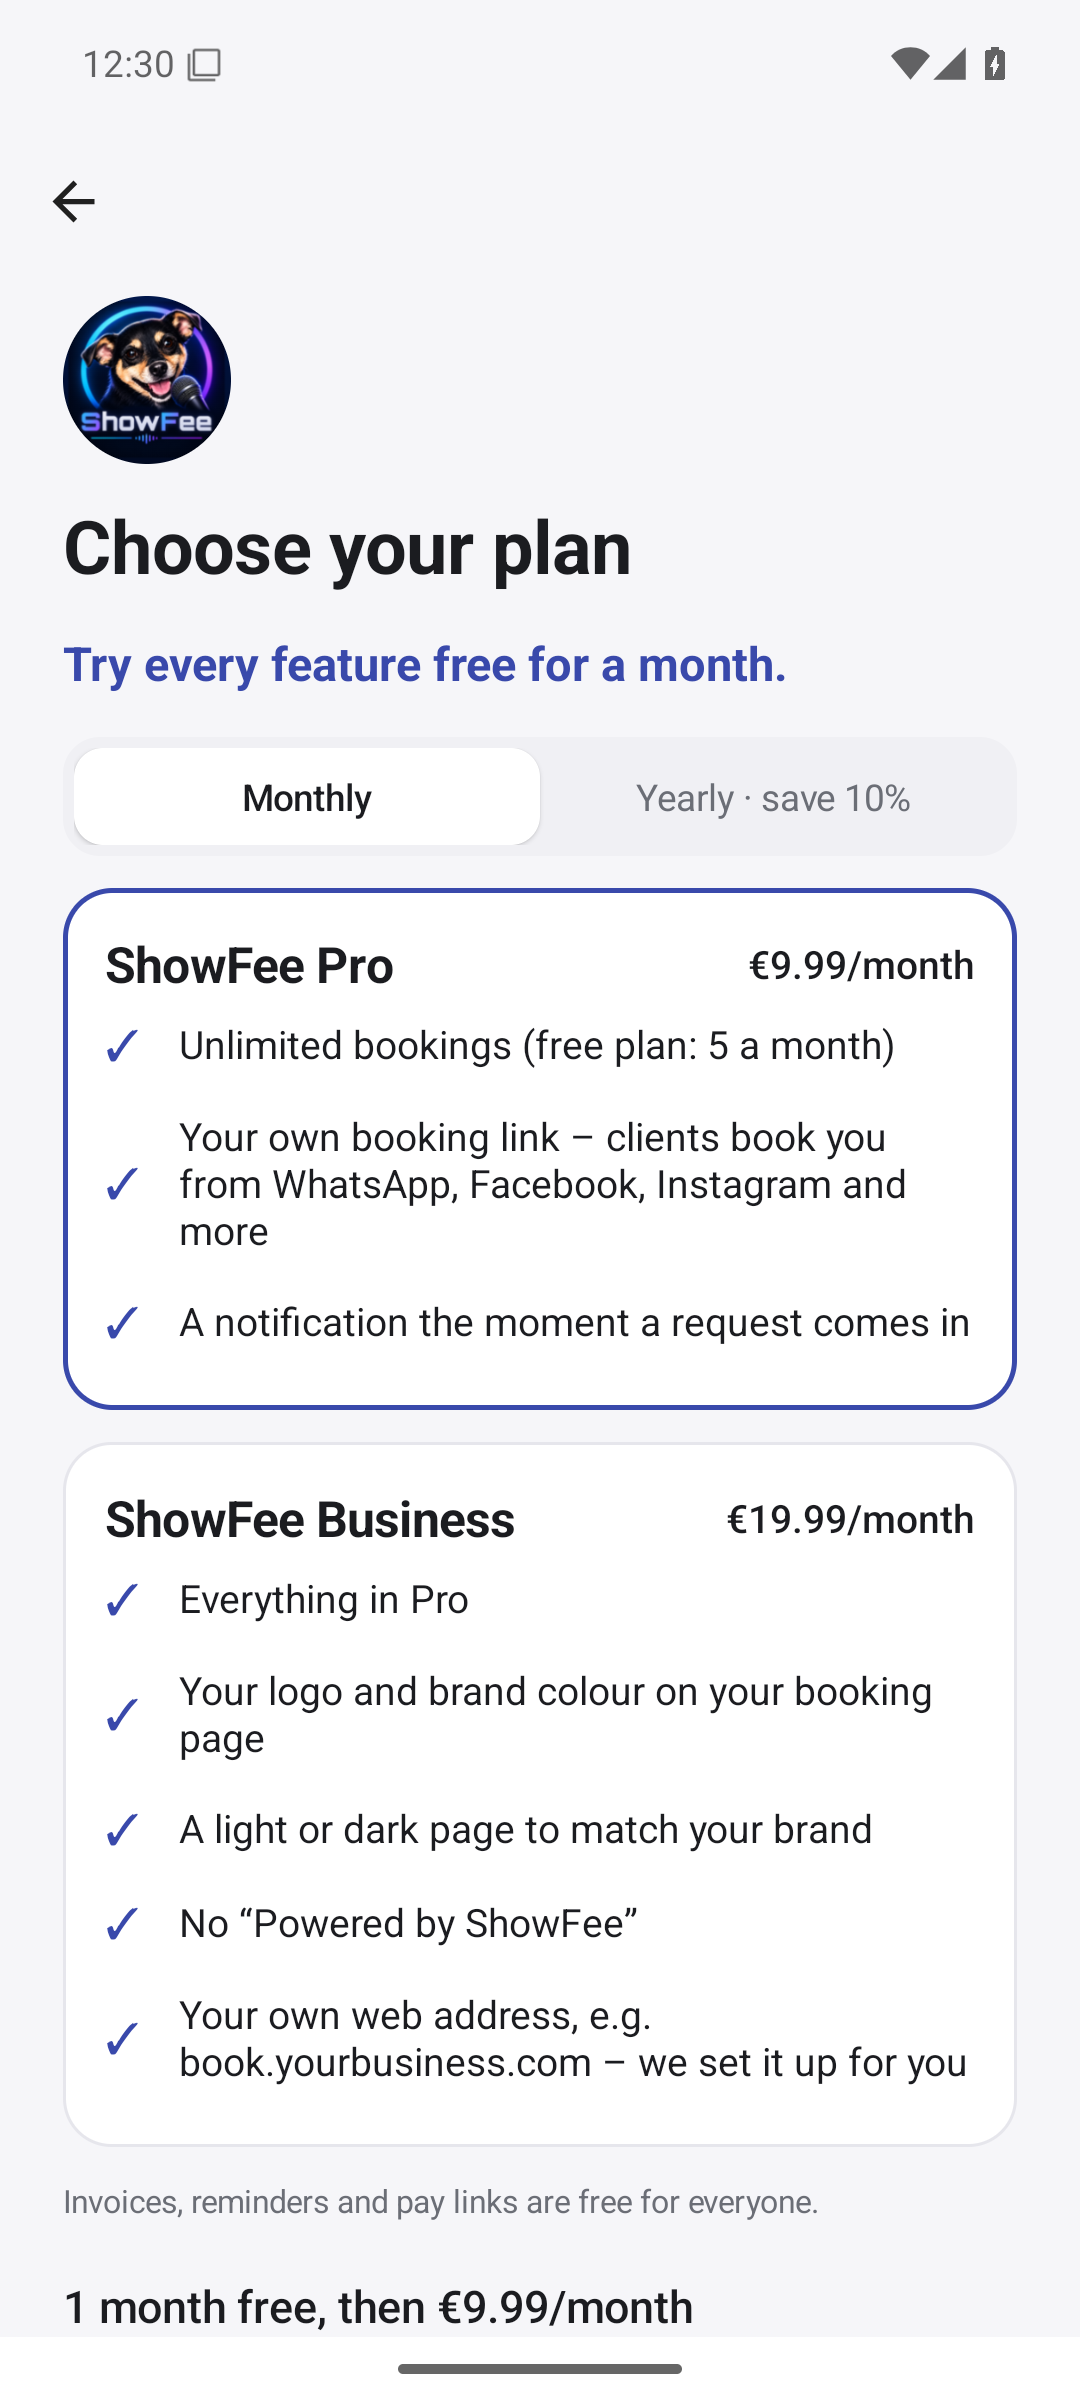 12:30
ShowFee
Choose your plan
Try every feature free for a month.
Monthly
Yearly · save 10%
ShowFee Pro
€9.99/month
✓ Unlimited bookings (free plan: 5 a month)
✓ Your own booking link – clients book you
from WhatsApp, Facebook, Instagram and
more
✓ A notification the moment a request comes in
ShowFee Business
€19.99/month
✓ Everything in Pro
✓ Your logo and brand colour on your booking
page
✓ A light or dark page to match your brand
✓ No “Powered by ShowFee”
✓ Your own web address, e.g.
book.yourbusiness.com – we set it up for you
Invoices, reminders and pay links are free for everyone.
1 month free, then €9.99/month